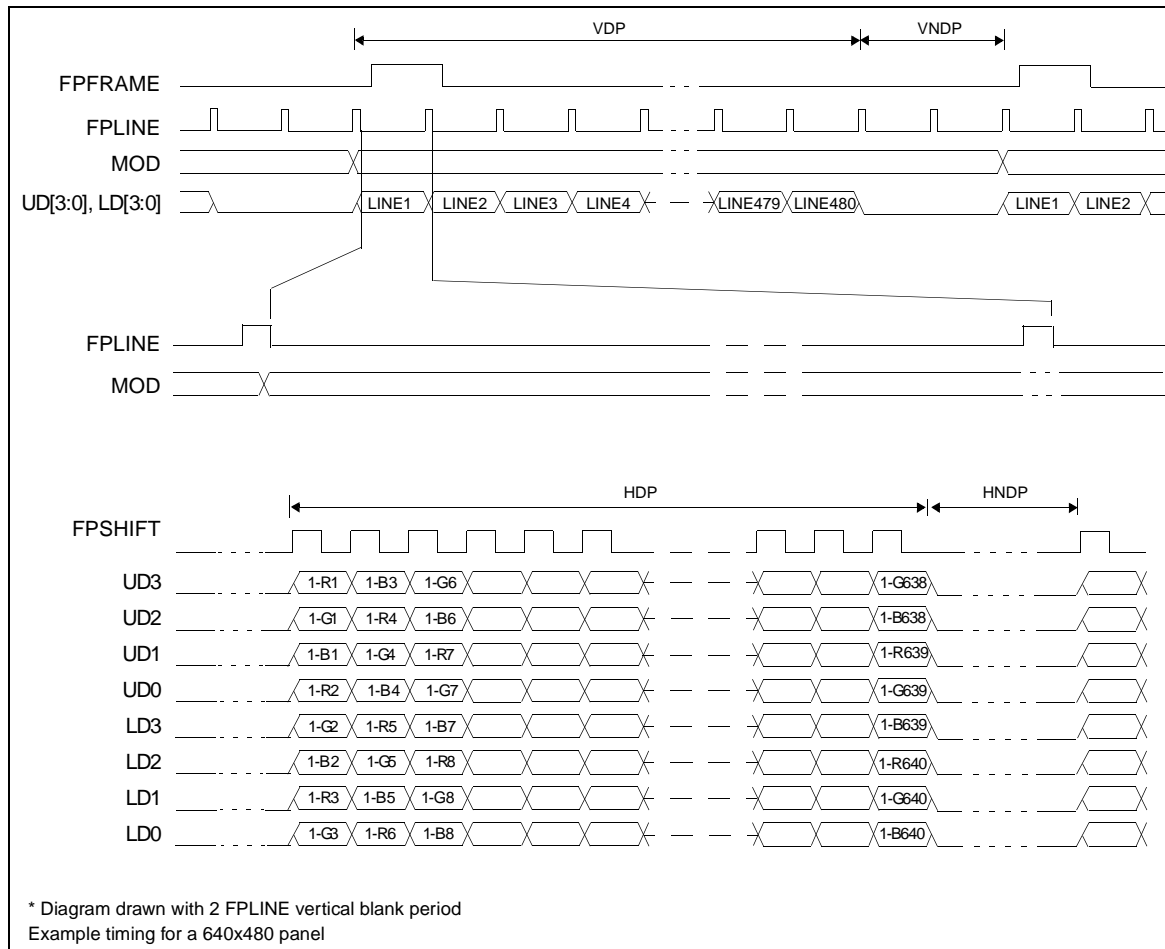 VDP VNDP
FPFRAME
FPLINE
MOD
UD[3:0], LD[3:0] LINE1 LINE2 LINE3 LINE4 LINE479 LINE480 LINE1 LINE2
FPLINE
MOD
HDP HNDP
FPSHIFT
UD3 1-R1 1-B3 1-G6 1-G638
UD2 1-G1 1-R4 1-B6 1-B638
UD1 1-B1 1-G4 1-R7 1-R639
UD0 1-R2 1-B4 1-G7 1-G639
LD3 1-G2 1-R5 1-B7 1-B639
LD2 1-B2 1-G5 1-R8 1-R640
LD1 1-R3 1-B5 1-G8 1-G640
LD0 1-G3 1-R6 1-B8 1-B640
* Diagram drawn with 2 FPLINE vertical blank period
Example timing for a 640x480 panel